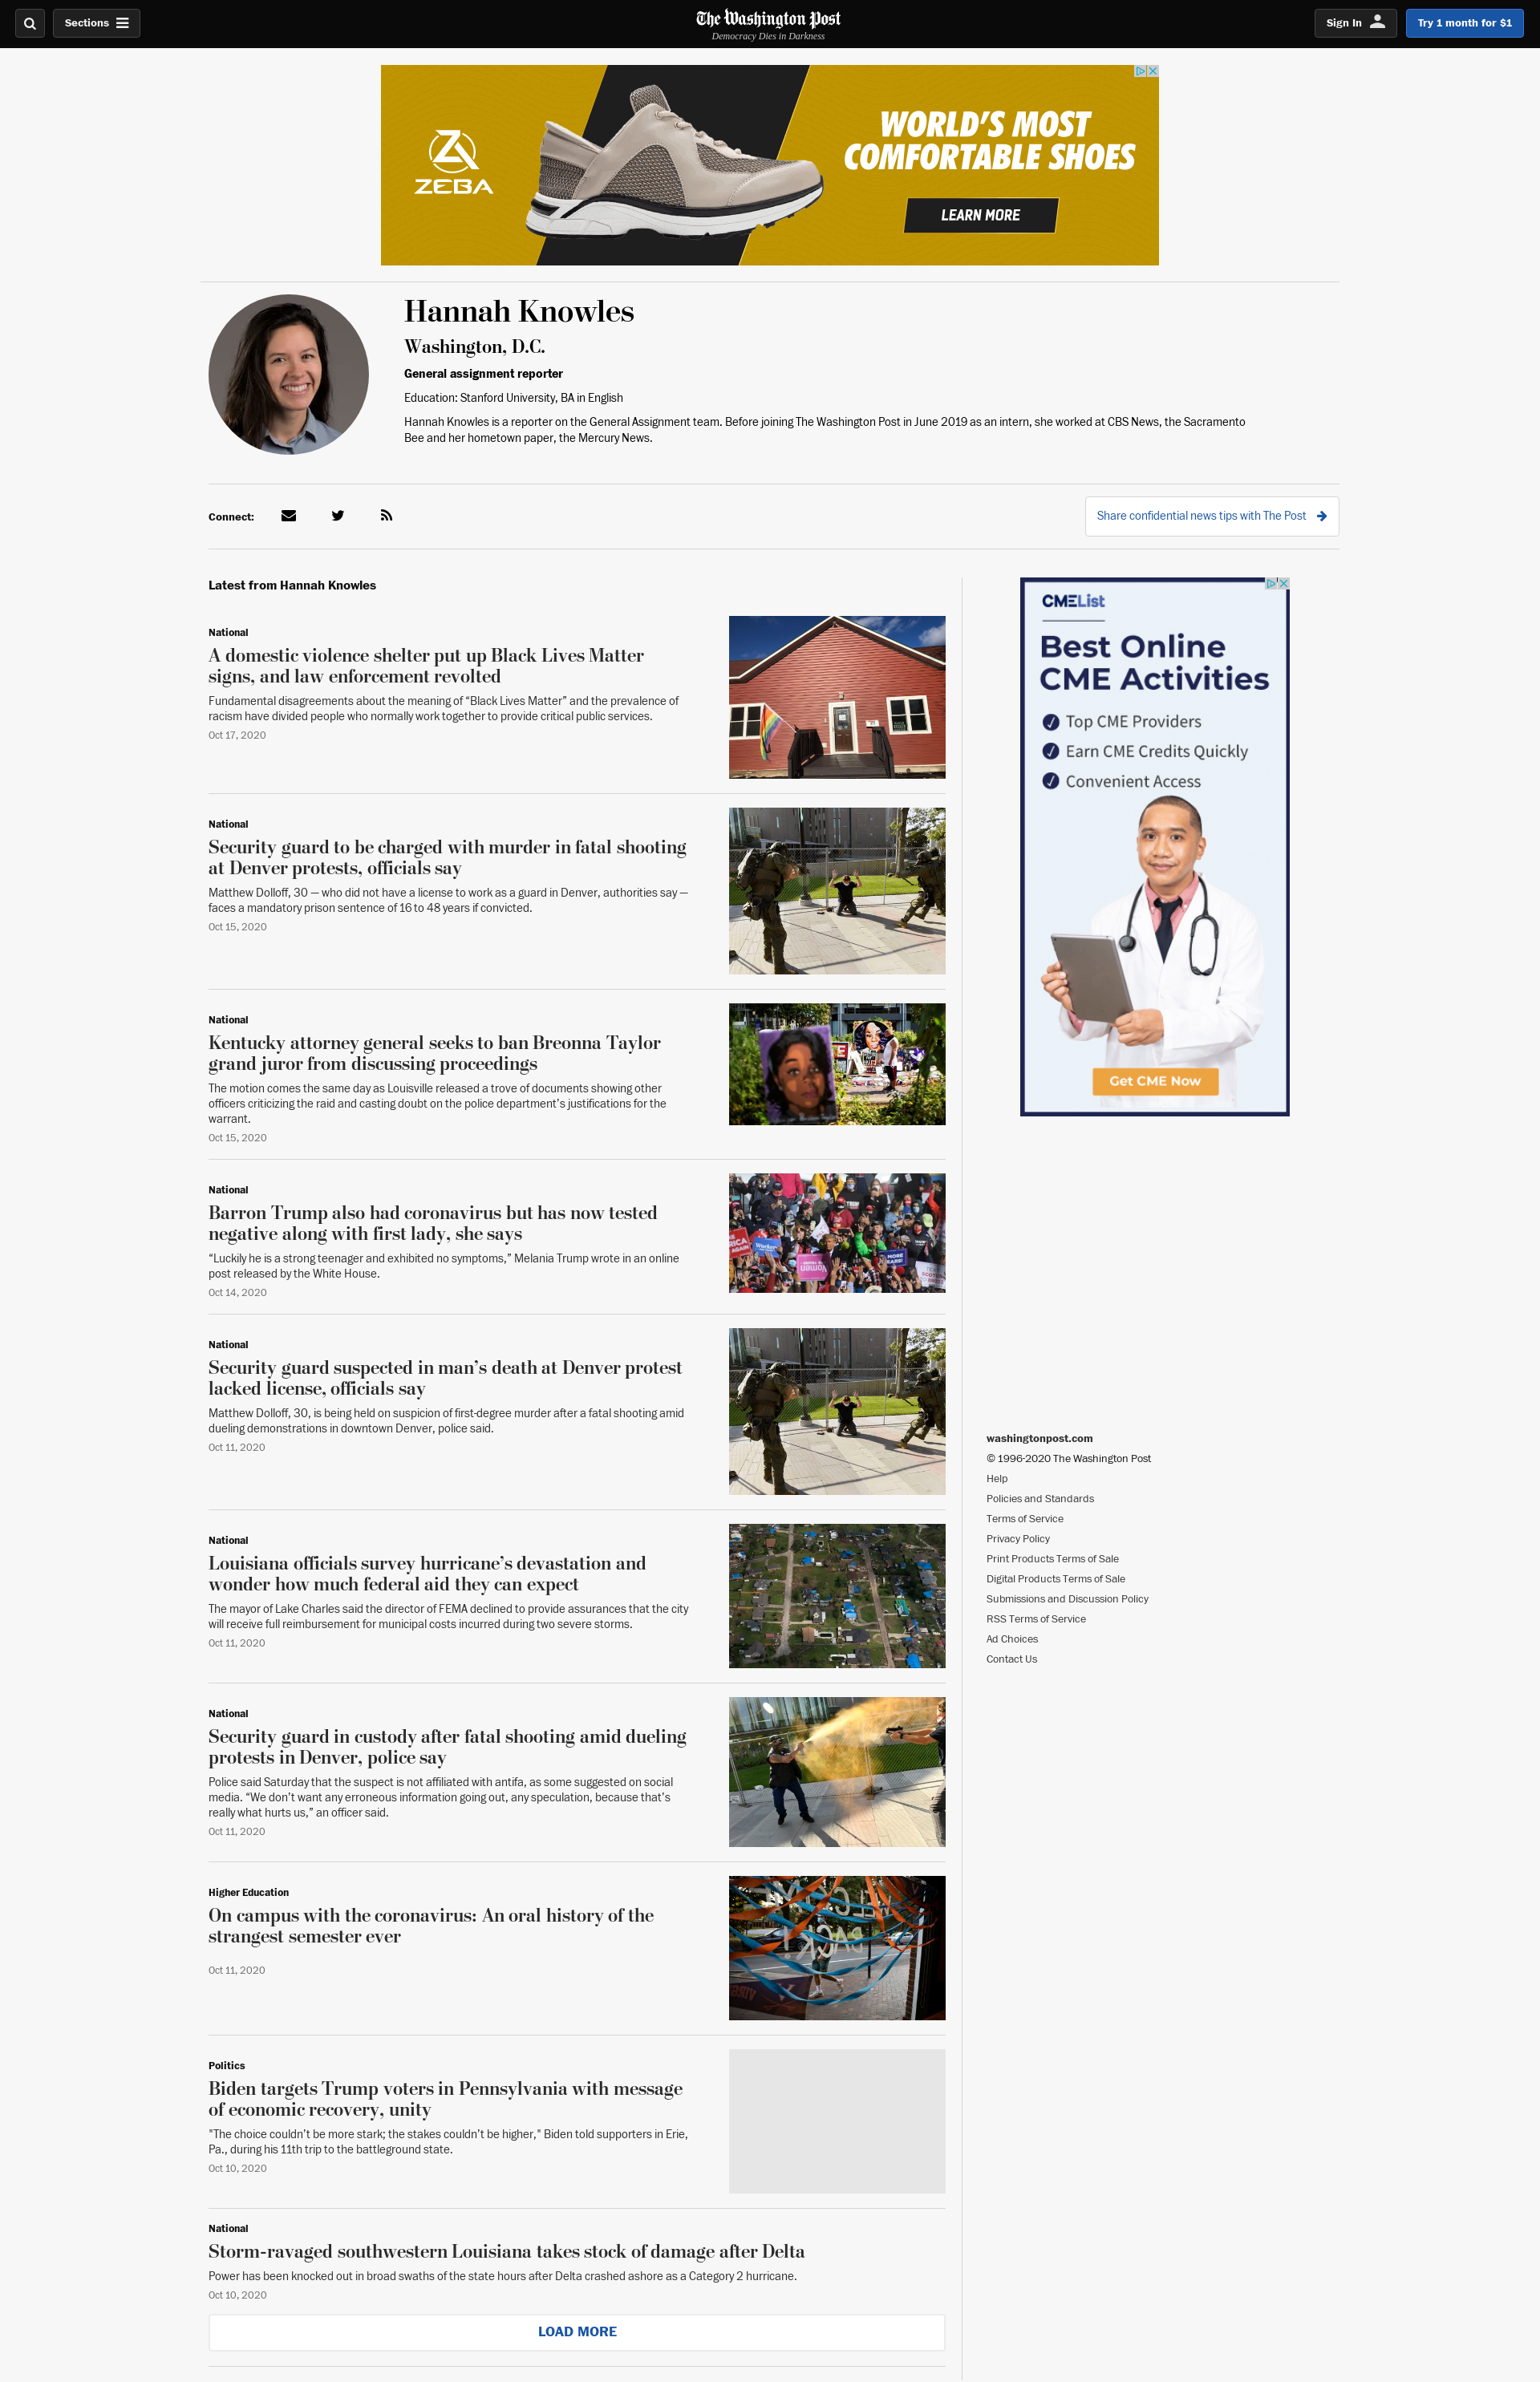 Sections
The Washington Post
Democracy Dies in Darkness
Sign In
Try 1 month for $1
ZEBA
WORLD'S MOST
COMFORTABLE SHOES
LEARN MORE
Hannah Knowles
Washington, D.C.
General assignment reporter
Education: Stanford University, BA in English
Hannah Knowles is a reporter on the General Assignment team. Before joining The Washington Post in June 2019 as an intern, she worked at CBS News, the Sacramento
Bee and her hometown paper, the Mercury News.
Connect:
Share confidential news tips with The Post
Latest from Hannah Knowles
National
A domestic violence shelter put up Black Lives Matter
signs, and law enforcement revolted
Fundamental disagreements about the meaning of “Black Lives Matter” and the prevalence of
racism have divided people who normally work together to provide critical public services.
Oct 17, 2020
National
Security guard to be charged with murder in fatal shooting
at Denver protests, officials say
Matthew Dolloff, 30 — who did not have a license to work as a guard in Denver, authorities say —
faces a mandatory prison sentence of 16 to 48 years if convicted.
Oct 15, 2020
National
Kentucky attorney general seeks to ban Breonna Taylor
grand juror from discussing proceedings
The motion comes the same day as Louisville released a trove of documents showing other
officers criticizing the raid and casting doubt on the police department’s justifications for the
warrant.
Oct 15, 2020
National
Barron Trump also had coronavirus but has now tested
negative along with first lady, she says
“Luckily he is a strong teenager and exhibited no symptoms,” Melania Trump wrote in an online
post released by the White House.
Oct 14, 2020
National
Security guard suspected in man’s death at Denver protest
lacked license, officials say
Matthew Dolloff, 30, is being held on suspicion of first-degree murder after a fatal shooting amid
dueling demonstrations in downtown Denver, police said.
Oct 11, 2020
National
Louisiana officials survey hurricane’s devastation and
wonder how much federal aid they can expect
The mayor of Lake Charles said the director of FEMA declined to provide assurances that the city
will receive full reimbursement for municipal costs incurred during two severe storms.
Oct 11, 2020
National
Security guard in custody after fatal shooting amid dueling
protests in Denver, police say
Police said Saturday that the suspect is not affiliated with antifa, as some suggested on social
media. “We don’t want any erroneous information going out, any speculation, because that’s
really what hurts us,” an officer said.
Oct 11, 2020
Higher Education
On campus with the coronavirus: An oral history of the
strangest semester ever
Oct 11, 2020
Politics
Biden targets Trump voters in Pennsylvania with message
of economic recovery, unity
"The choice couldn’t be more stark; the stakes couldn’t be higher," Biden told supporters in Erie,
Pa., during his 11th trip to the battleground state.
Oct 10, 2020
National
Storm-ravaged southwestern Louisiana takes stock of damage after Delta
Power has been knocked out in broad swaths of the state hours after Delta crashed ashore as a Category 2 hurricane.
Oct 10, 2020
LOAD MORE
CMEList
Best Online
CME Activities
Top CME Providers
Earn CME Credits Quickly
Convenient Access
Get CME Now
washingtonpost.com
© 1996-2020 The Washington Post
Help
Policies and Standards
Terms of Service
Privacy Policy
Print Products Terms of Sale
Digital Products Terms of Sale
Submissions and Discussion Policy
RSS Terms of Service
Ad Choices
Contact Us